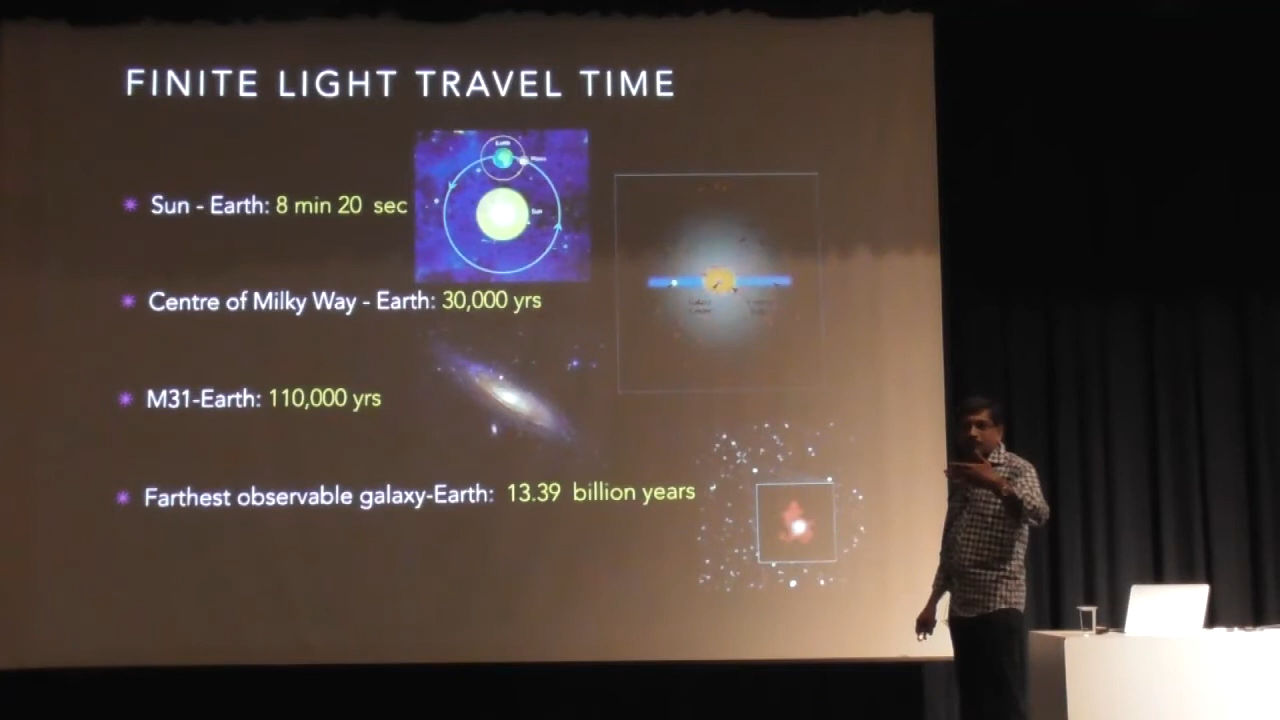 FINITE LIGHT TRAVEL TIME
Sun - Earth: 8 min 20 sec
Sun
Centre of Milky Way - Earth: 30,000 yrs
M31-Earth: 110,000 yrs
Farthest observable galaxy-Earth: 13.39 billion years